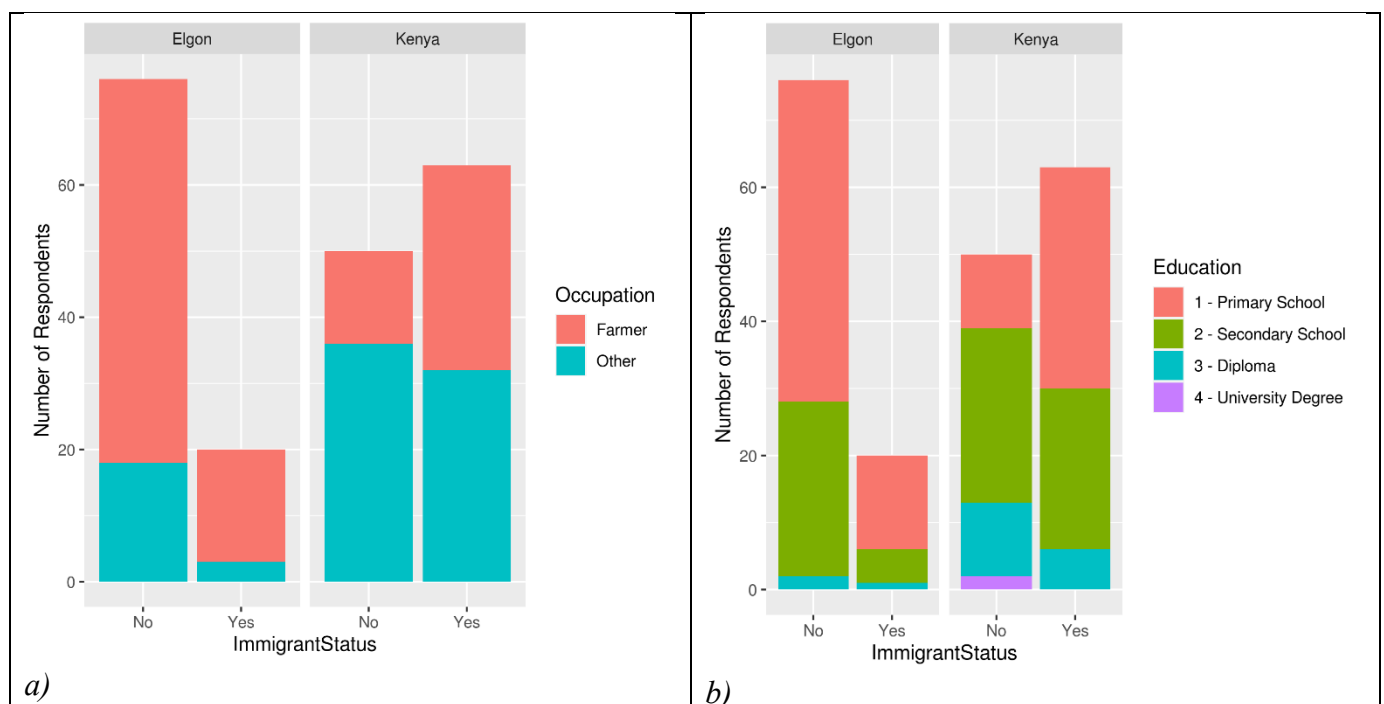 Elgon Kenya
Number of Respondents
60
40
20
0
No Yes No Yes
ImmigrantStatus
Occupation
Farmer
Other
a)
Elgon Kenya
Number of Respondents
60
40
20
0
No Yes No Yes
ImmigrantStatus
Education
1 - Primary School
2 - Secondary School
3 - Diploma
4 - University Degree
b)